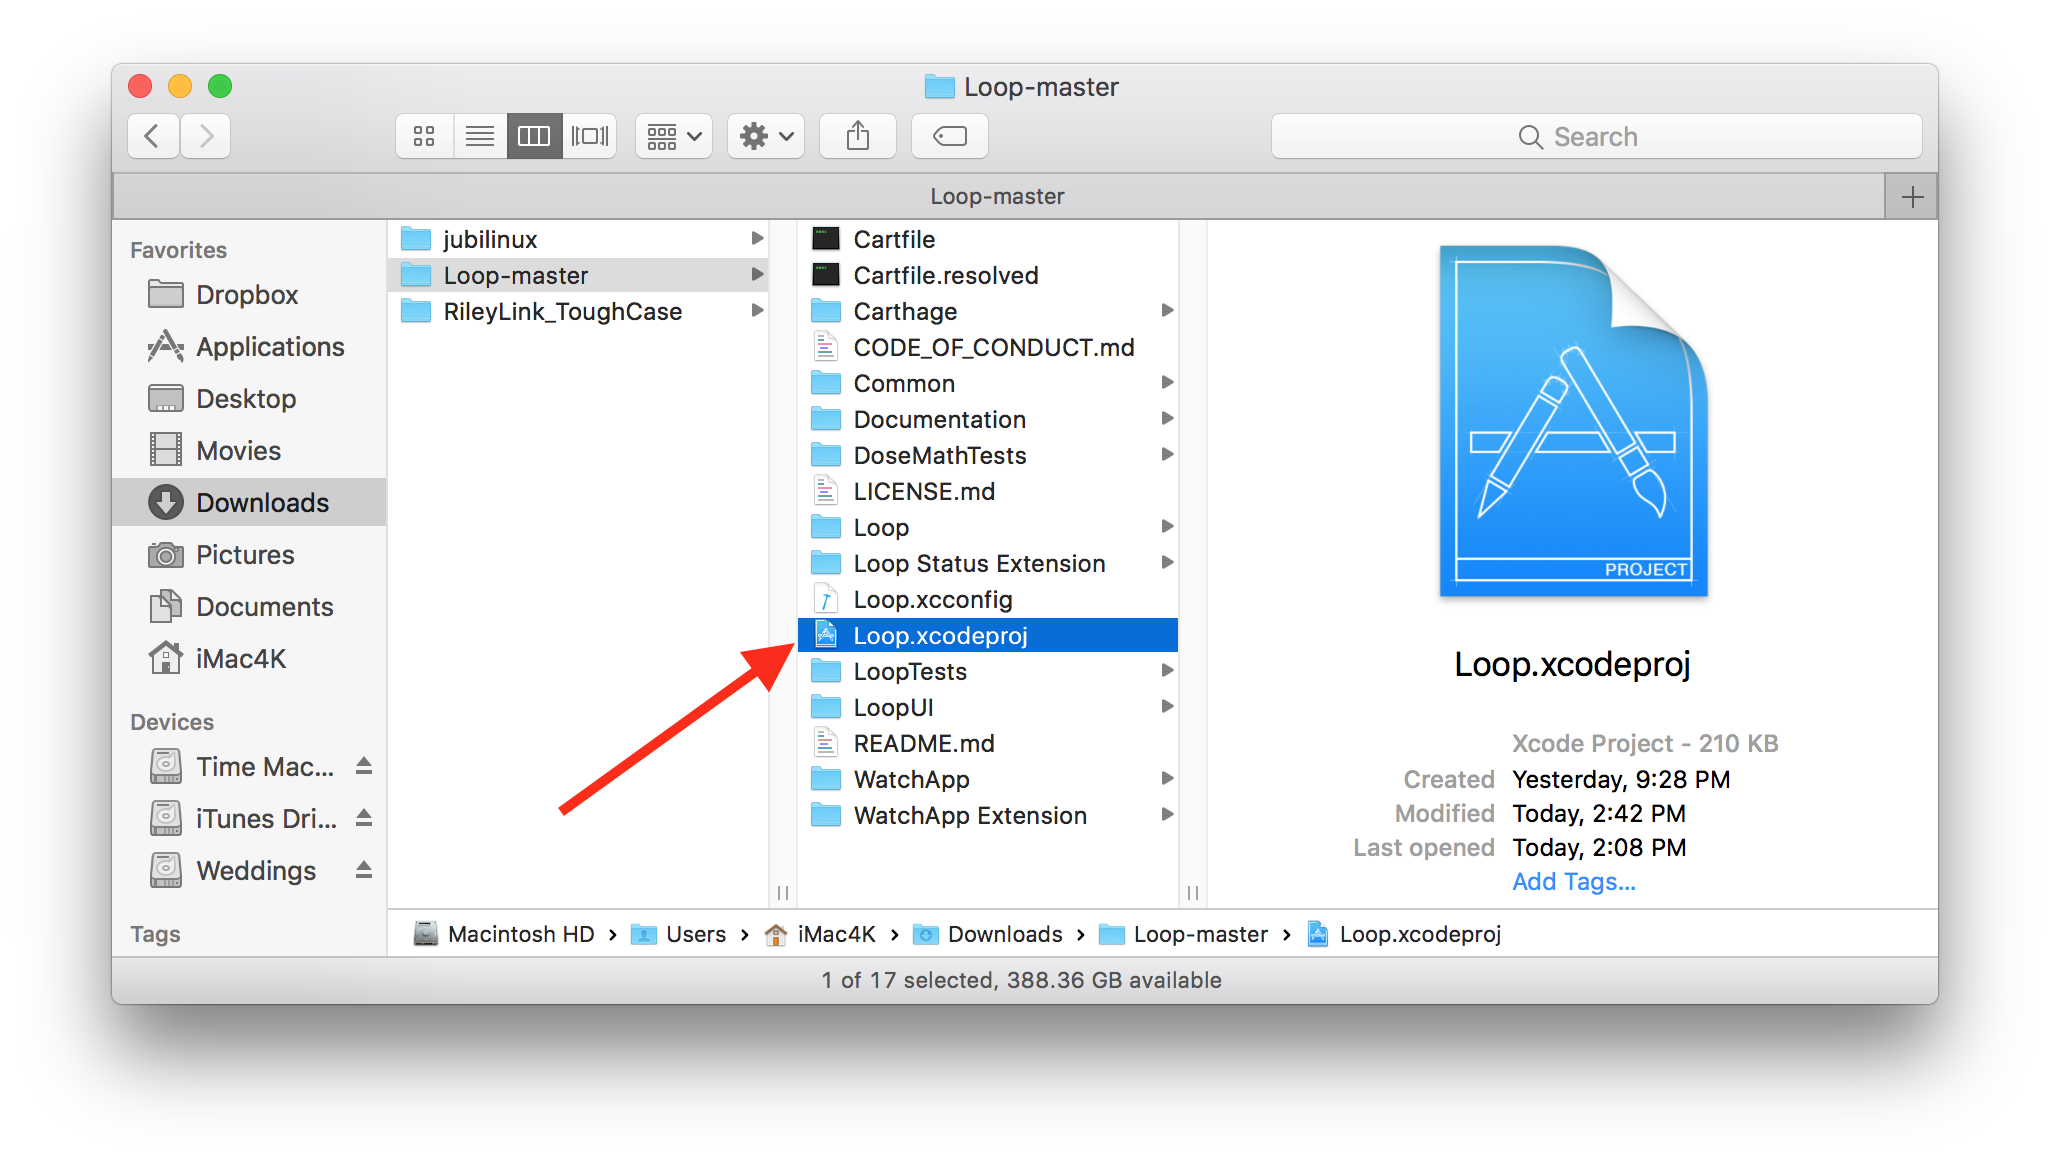 Loop-master
Search
Loop-master
Favorites
Dropbox
Applications
Desktop
Movies
Downloads
Pictures
Documents
iMac4K
Devices
Time Mac...
iTunes Dri...
Weddings
Tags
jubilinux
Loop-master
RileyLink_ToughCase
Cartfile
Cartfile.resolved
Carthage
CODE_OF_CONDUCT.md
Common
Documentation
DoseMathTests
LICENSE.md
Loop
Loop Status Extension
Loop.xcconfig
Loop.xcodeproj
LoopTests
LoopUI
README.md
WatchApp
WatchApp Extension
PROJECT
Loop.xcodeproj
Xcode Project - 210 KB
Created Yesterday, 9:28 PM
Modified Today, 2:42 PM
Last opened Today, 2:08 PM
Add Tags...
Macintosh HD › Users › iMac4K › Downloads › Loop-master › Loop.xcodeproj
1 of 17 selected, 388.36 GB available